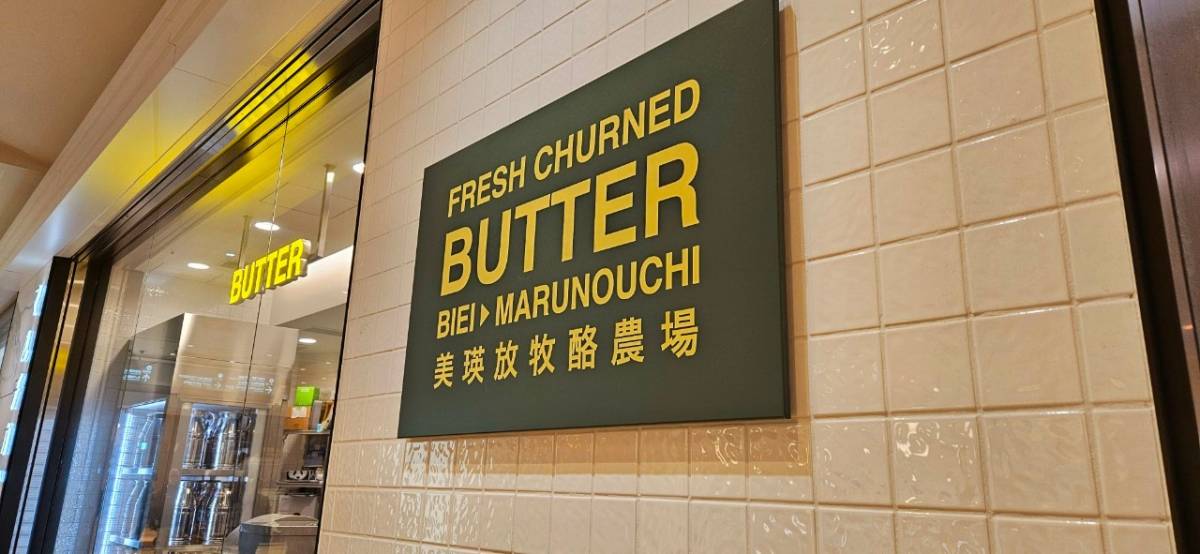 BUTTER
FRESH CHURNED
BUTTER
BIEI▶MARUNOUCHI
美瑛放牧酪農場